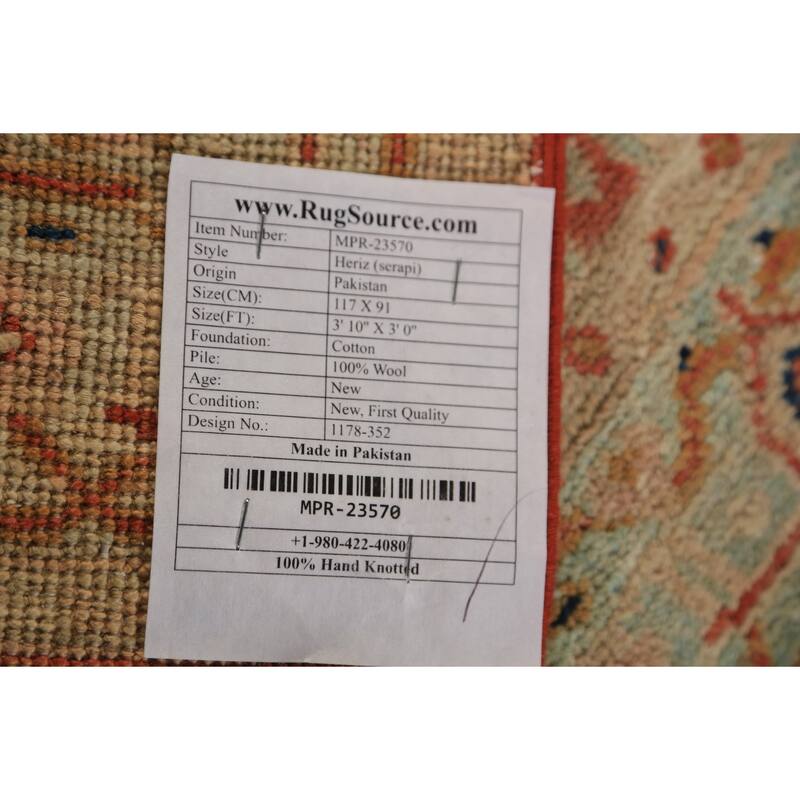 www.RugSource.com
Item Number: MPR-23570
Style Heriz (serapi)
Origin Pakistan
Size(CM): 117 X 91
Size(FT): 3' 10" X 3' 0"
Foundation: Cotton
Pile: 100% Wool
Age: New
Condition: New, First Quality
Design No.: 1178-352
Made in Pakistan
MPR-23570
+1-980-422-4080
100% Hand Knotted